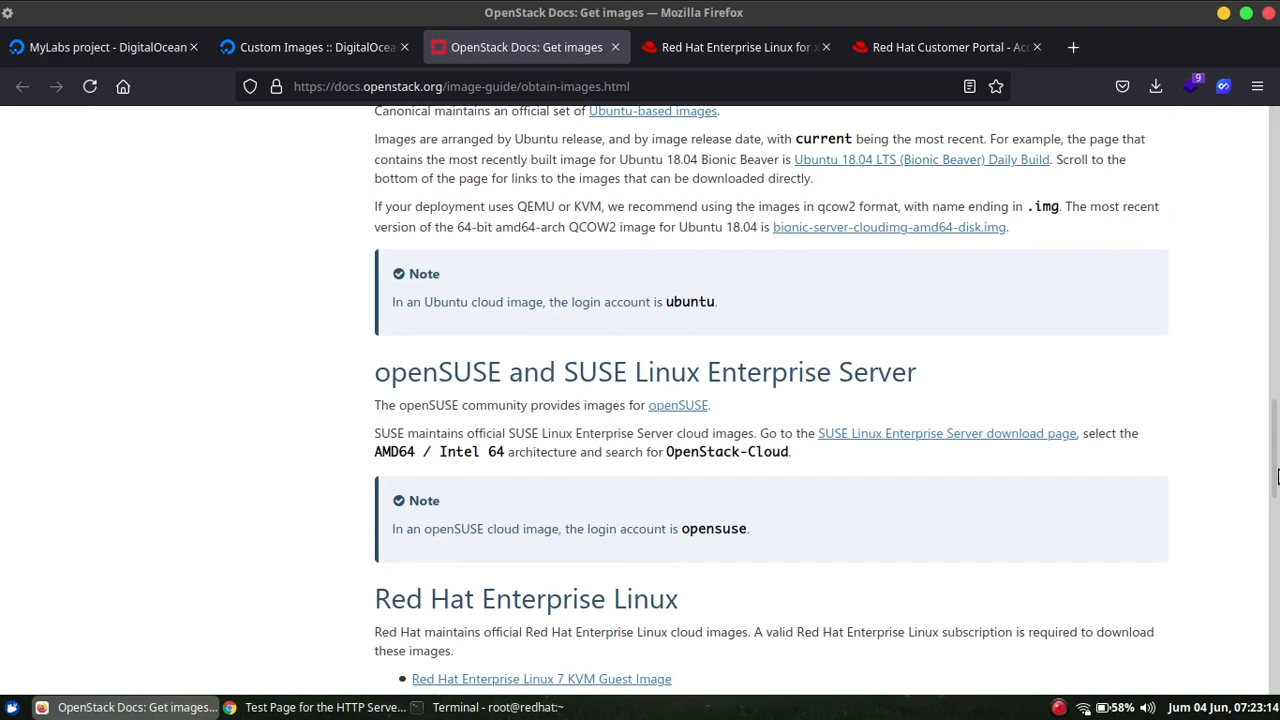 OpenStack Docs: Get images — Mozilla Firefox
MyLabs project - DigitalOcean
Custom Images :: DigitalOcea
OpenStack Docs: Get images
Red Hat Enterprise Linux for x
Red Hat Customer Portal - Acc
https://docs.openstack.org/image-guide/obtain-images.html
9
Canonical maintains an official set of Ubuntu-based images.
Images are arranged by Ubuntu release, and by image release date, with current being the most recent. For example, the page that
contains the most recently built image for Ubuntu 18.04 Bionic Beaver is Ubuntu 18.04 LTS (Bionic Beaver) Daily Build. Scroll to the
bottom of the page for links to the images that can be downloaded directly.
If your deployment uses QEMU or KVM, we recommend using the images in qcow2 format, with name ending in .img. The most recent
version of the 64-bit amd64-arch QCOW2 image for Ubuntu 18.04 is bionic-server-cloudimg-amd64-disk.img.
Note
In an Ubuntu cloud image, the login account is ubuntu.
openSUSE and SUSE Linux Enterprise Server
The openSUSE community provides images for openSUSE.
SUSE maintains official SUSE Linux Enterprise Server cloud images. Go to the SUSE Linux Enterprise Server download page, select the
AMD64 / Intel 64 architecture and search for OpenStack-Cloud.
Note
In an openSUSE cloud image, the login account is opensuse.
Red Hat Enterprise Linux
Red Hat maintains official Red Hat Enterprise Linux cloud images. A valid Red Hat Enterprise Linux subscription is required to download
these images.
Red Hat Enterprise Linux 7 KVM Guest Image
OpenStack Docs: Get images...
Test Page for the HTTP Serve...
Terminal - root@redhat:~
58%
Jum 04 Jun, 07:23:14